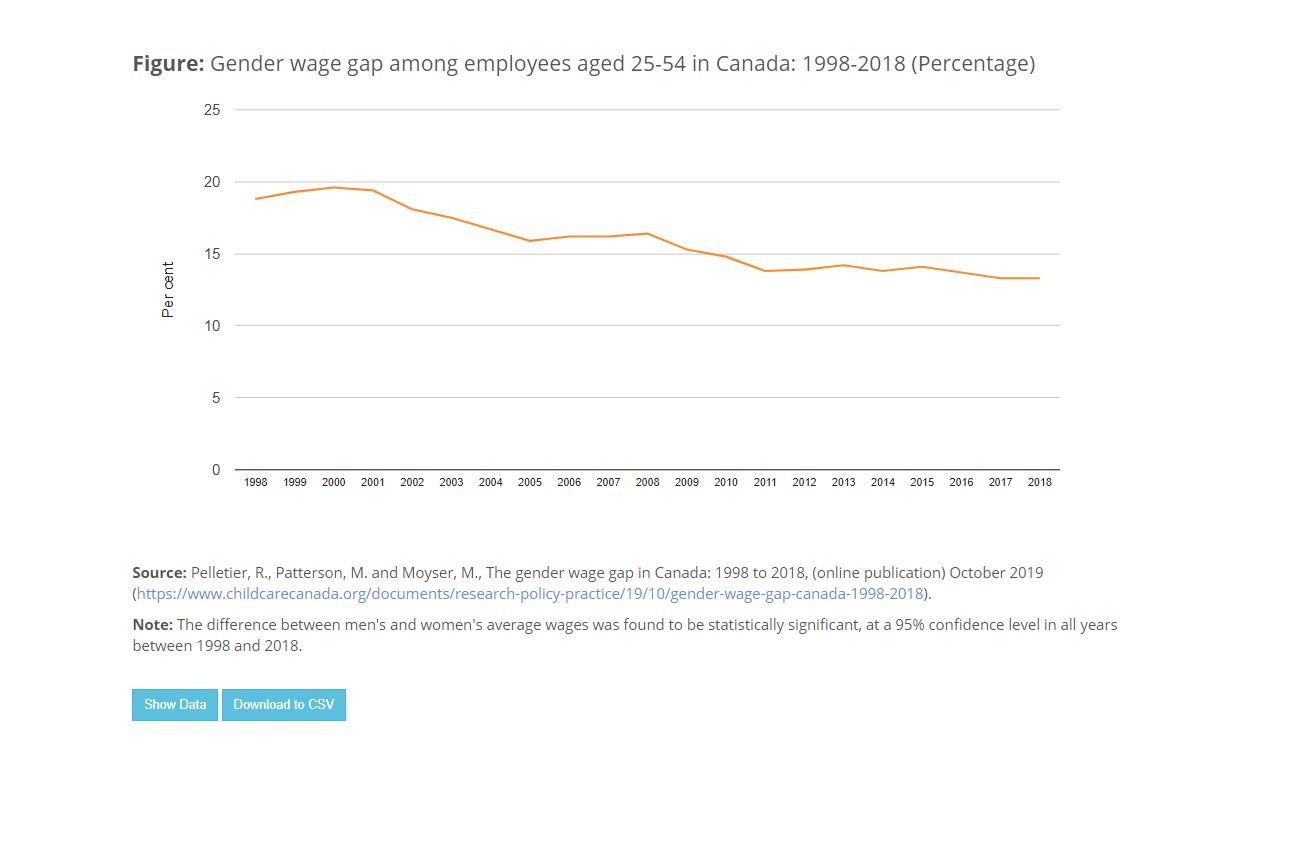 Figure: Gender wage gap among employees aged 25-54 in Canada: 1998-2018 (Percentage)
25
20
15
10
5
0
Per cent
1998 1999 2000 2001 2002 2003 2004 2005 2006 2007 2008 2009 2010 2011 2012 2013 2014 2015 2016 2017 2018
Source: Pelletier, R., Patterson, M. and Moyser, M., The gender wage gap in Canada: 1998 to 2018, (online publication) October 2019
(https://www.childcarecanada.org/documents/research-policy-practice/19/10/gender-wage-gap-canada-1998-2018).
Note: The difference between men's and women's average wages was found to be statistically significant, at a 95% confidence level in all years
between 1998 and 2018.
Show Data Download to CSV